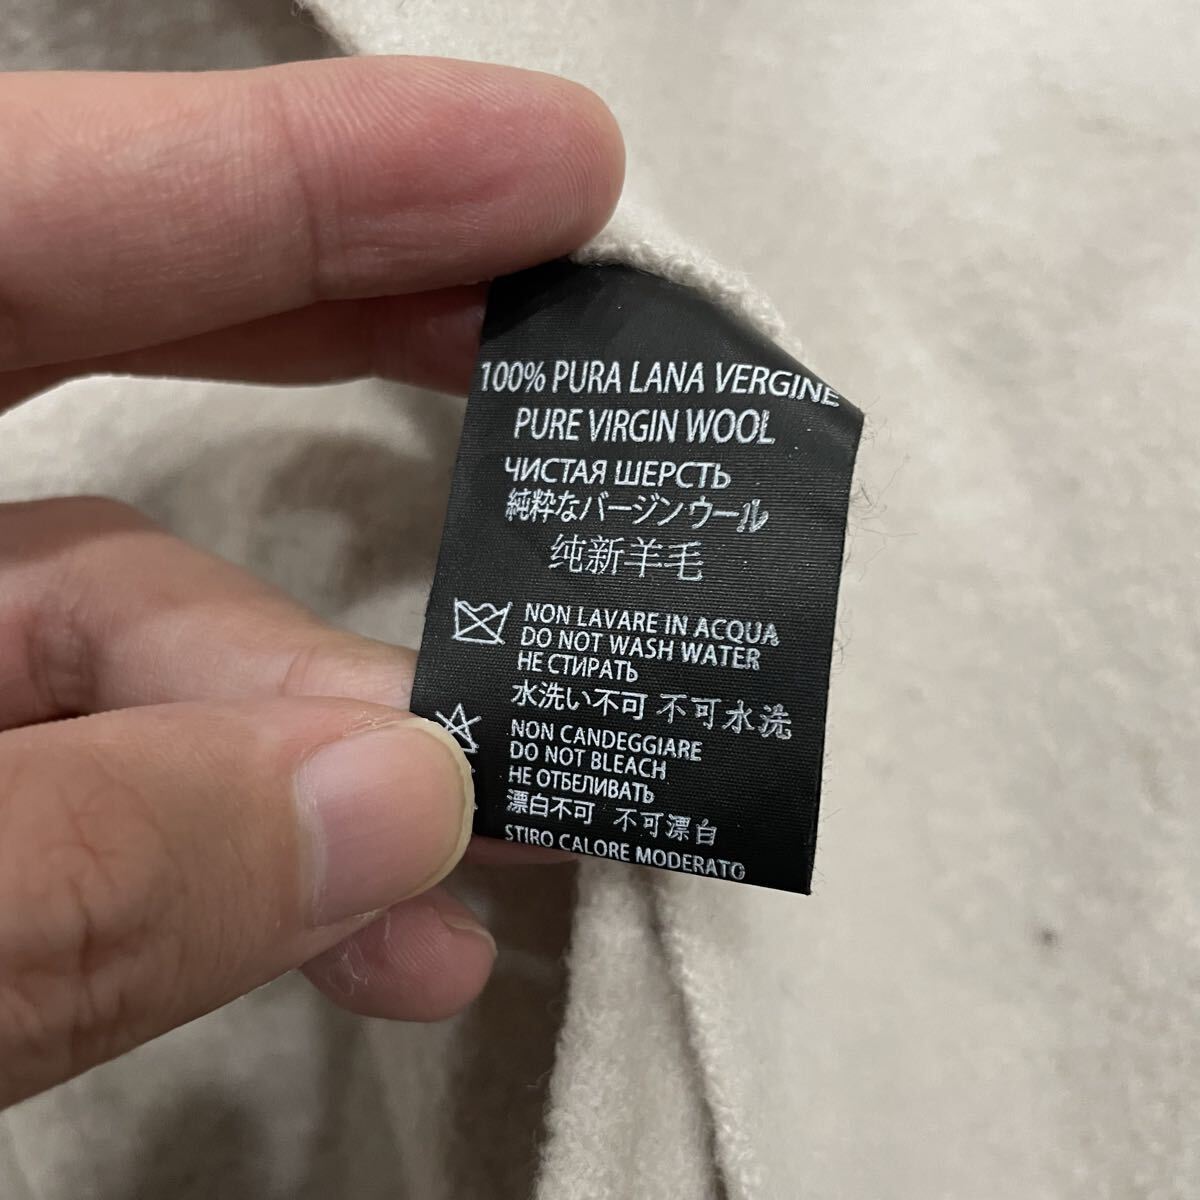 100% PURA LANA VERGINE
PURE VIRGIN WOOL
ЧИСТАЯ ШЕРСТЬ
純粋なバージンウール
纯新羊毛
NON LAVARE IN ACQUA
DO NOT WASH WATER
НЕ СТИРАТЬ
水洗い不可 不可水洗
NON CANDEGGIARE
DO NOT BLEACH
НЕ ОТБЕЛИВАТЬ
漂白不可 不可漂白
STIRO CALORE MODERATO